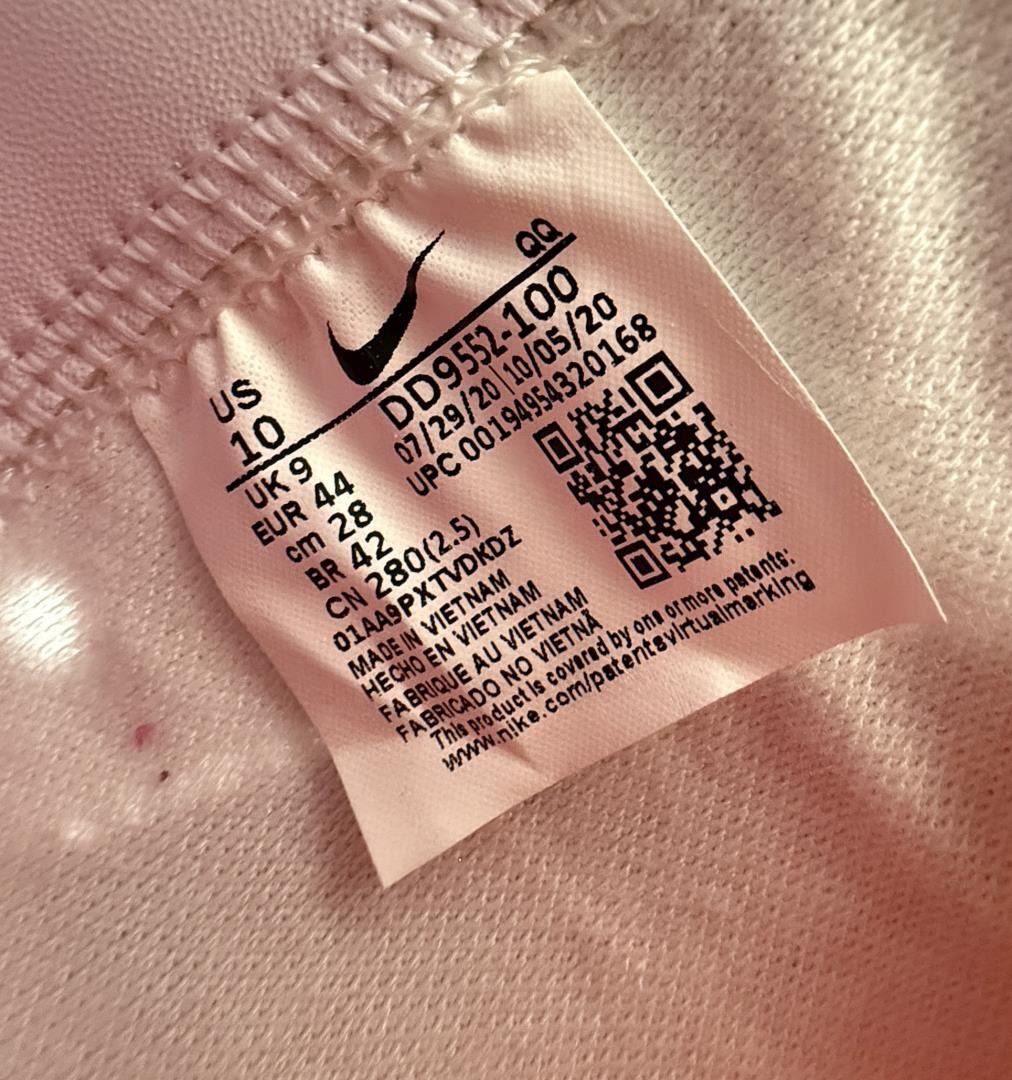 QQ
US
10
DD9552-100
07/29/20 | 10/05/20
UPC 00194954320168
UK 9
EUR 44
cm 28
BR 42
CN 280(2.5)
01AA9PXTVDKDZ
MADE IN VIETNAM
HECHO EN VIETNAM
FABRIQUE AU VIETNAM
FABRICADO NO VIETNÃ
This product is covered by one or more patents:
www.nike.com/patentsvirtualmarking